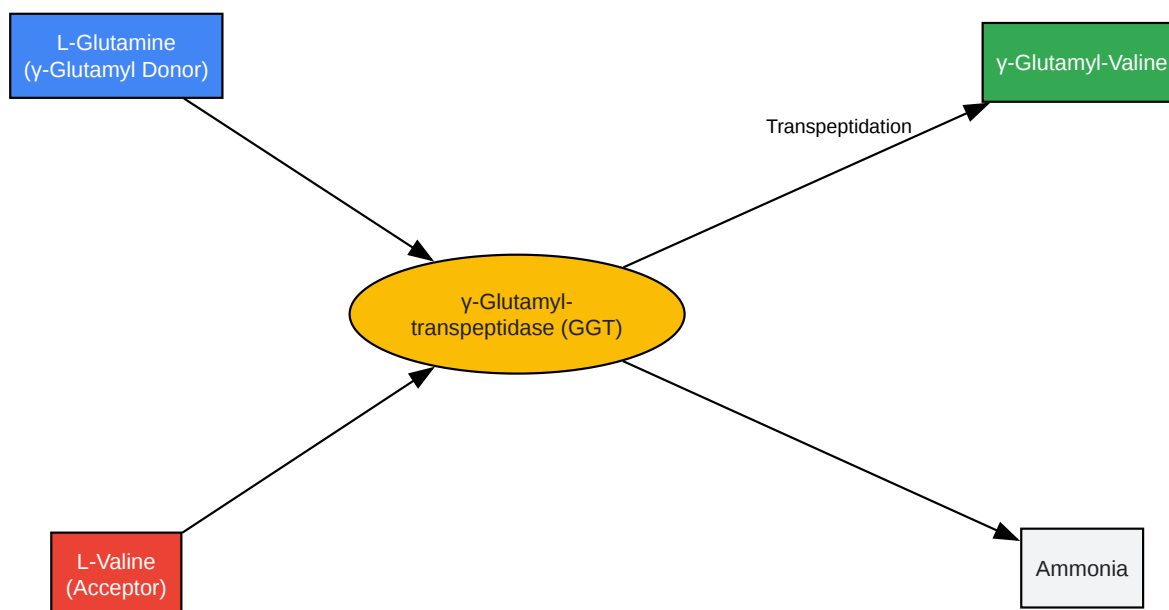 L-Glutamine
(γ-Glutamyl Donor)
γ-Glutamyl-Valine
Transpeptidation
γ-Glutamyl-
transpeptidase (GGT)
L-Valine
(Acceptor)
Ammonia